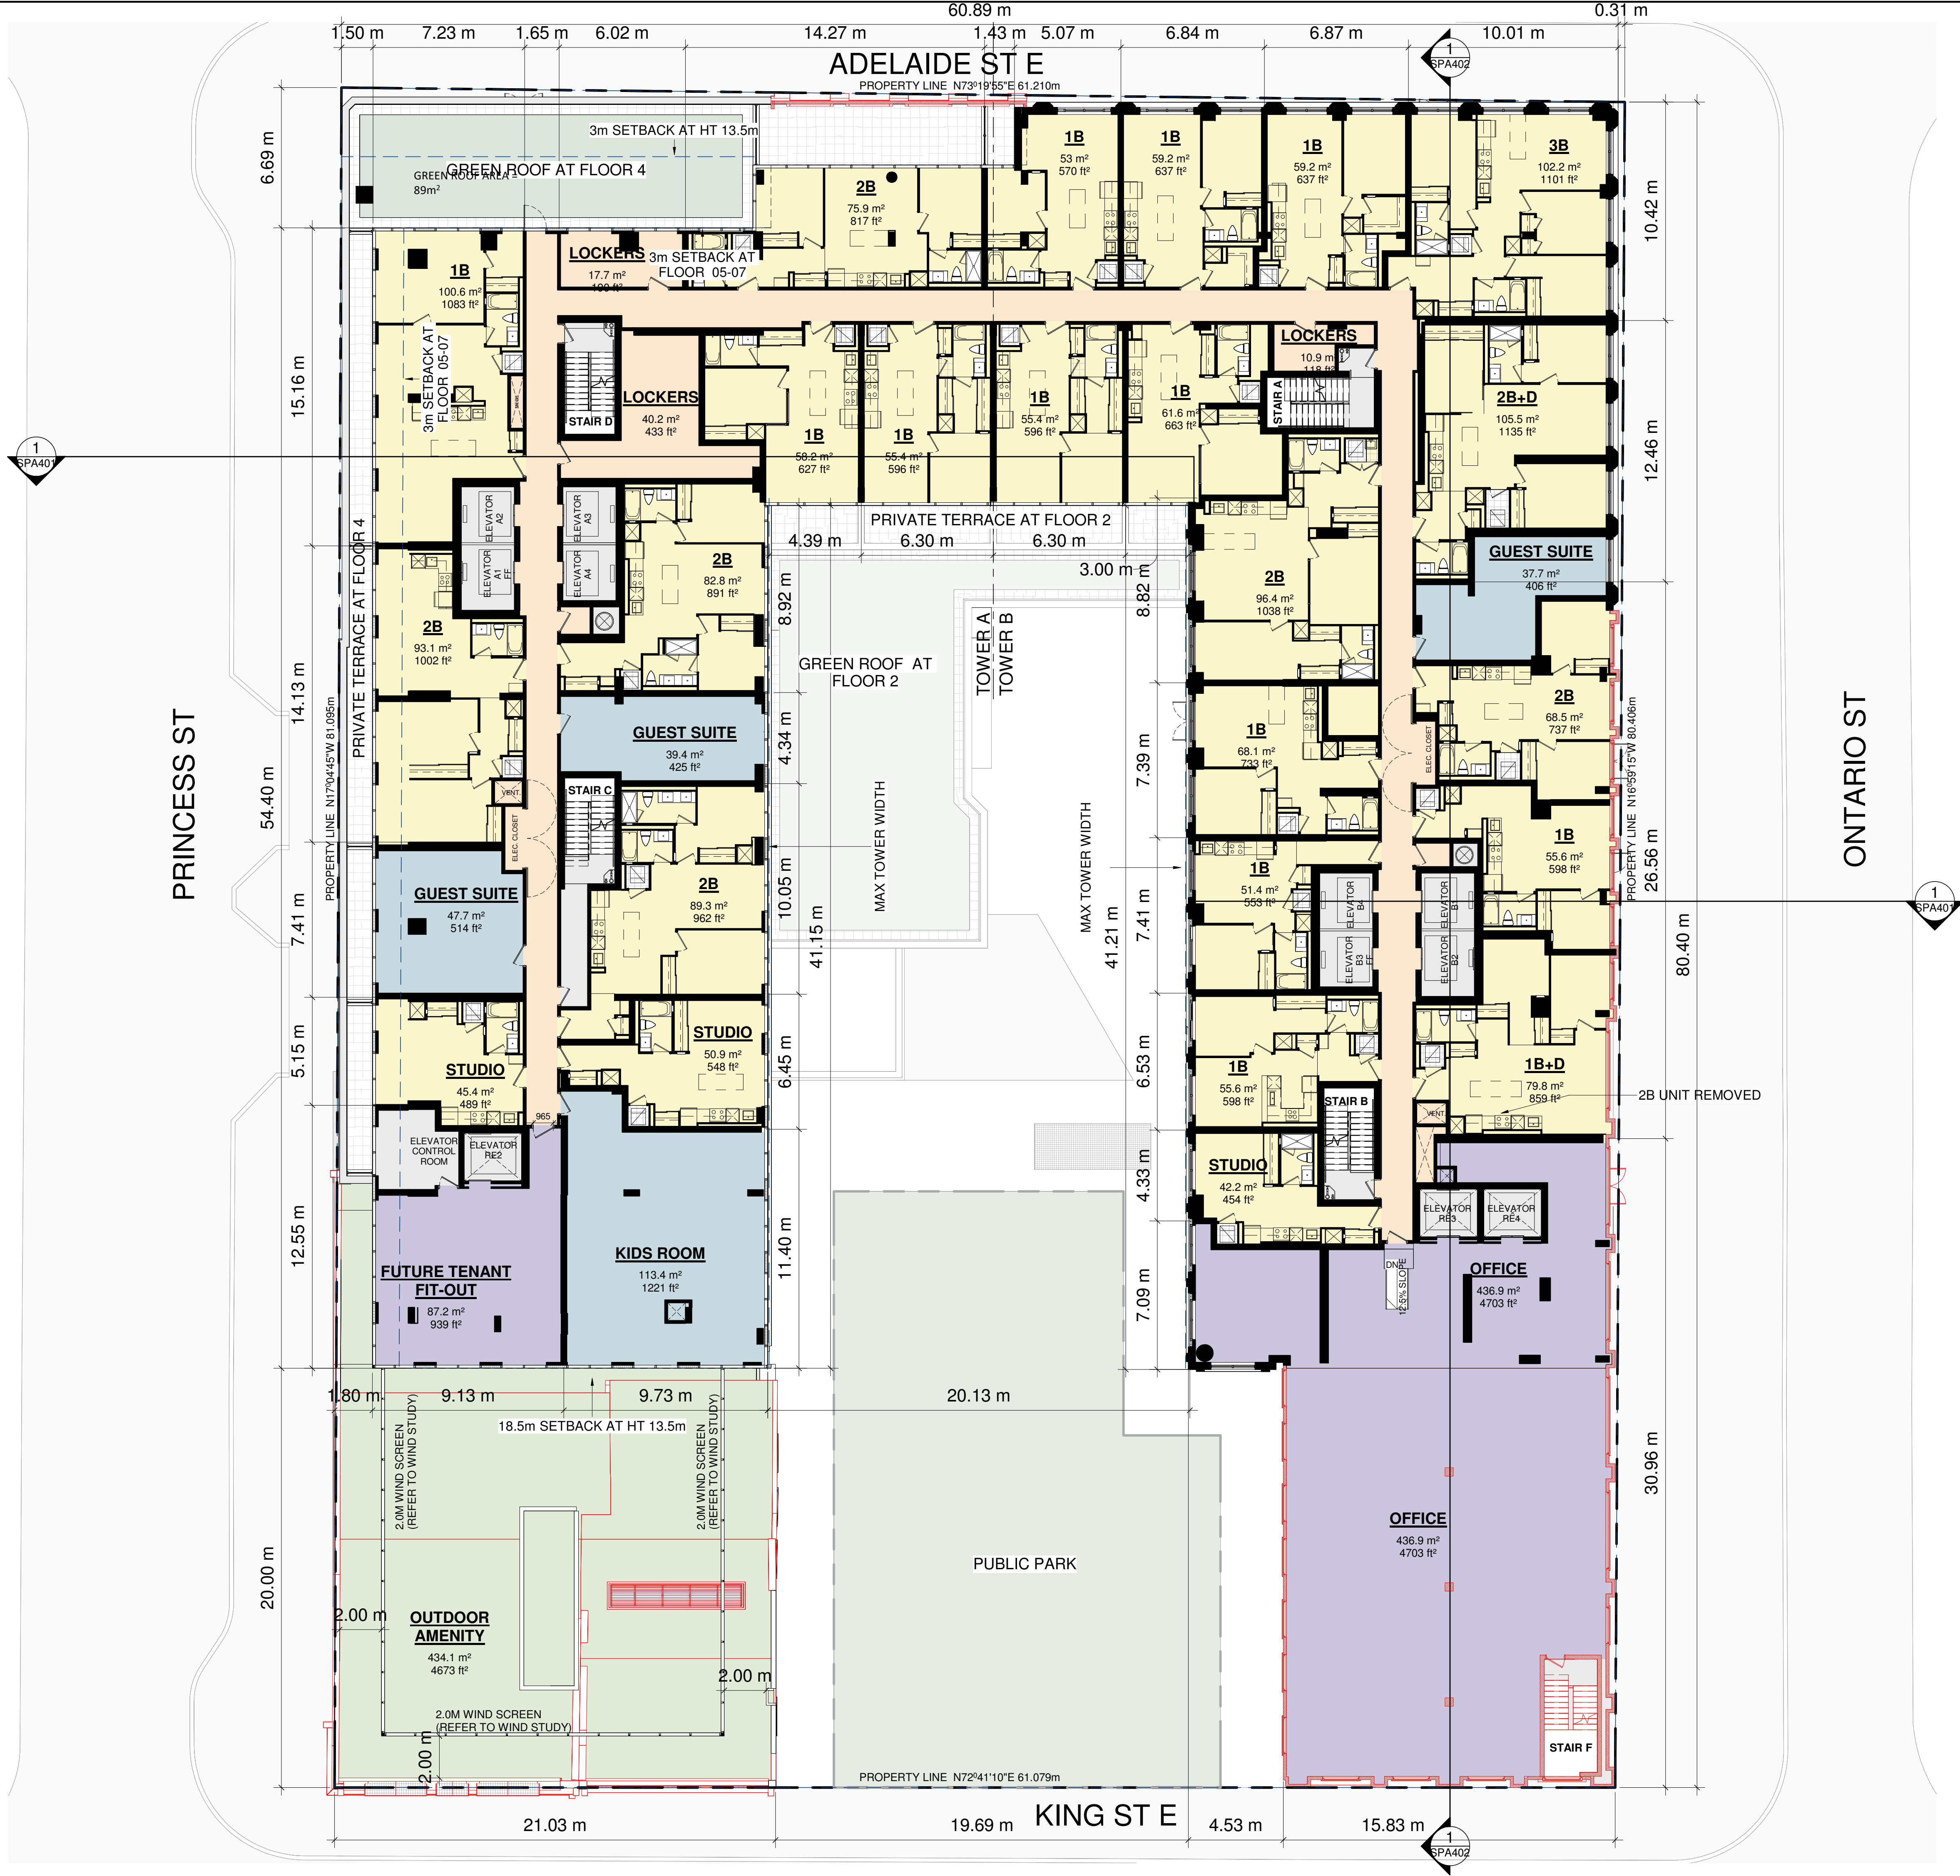 60.89 m
0.31 m
1.50 m
7.23 m
1.65 m
6.02 m
14.27 m
1.43 m
5.07 m
6.84 m
6.87 m
10.01 m
ADELAIDE ST E
PROPERTY LINE N73°19'55"E 61.210m
1
SPA402
3m SETBACK AT HT 13.5m
GREEN ROOF AT FLOOR 4
GREEN ROOF AREA =
89m²
6.69 m
2B
75.9 m²
817 ft²
1B
53 m²
570 ft²
1B
59.2 m²
637 ft²
1B
59.2 m²
637 ft²
3B
102.2 m²
1101 ft²
10.42 m
LOCKERS
17.7 m²
190 ft²
3m SETBACK AT
FLOOR 05-07
1B
100.6 m²
1083 ft²
3m SETBACK AT
FLOOR 05-07
15.16 m
STAIR D
LOCKERS
40.2 m²
433 ft²
1B
58.2 m²
627 ft²
1B
55.4 m²
596 ft²
1B
55.4 m²
596 ft²
1B
61.6 m²
663 ft²
LOCKERS
10.9 m²
118 ft²
STAIR A
2B+D
105.5 m²
1135 ft²
12.46 m
1
SPA401
ELEVATOR
A2
ELEVATOR
A3
ELEVATOR
A1
FF
ELEVATOR
A4
PRIVATE TERRACE AT FLOOR 4
PRIVATE TERRACE AT FLOOR 2
4.39 m
6.30 m
6.30 m
3.00 m
2B
82.8 m²
891 ft²
8.92 m
8.82 m
2B
96.4 m²
1038 ft²
GUEST SUITE
37.7 m²
406 ft²
2B
93.1 m²
1002 ft²
TOWER A
TOWER B
GREEN ROOF AT
FLOOR 2
14.13 m
PROPERTY LINE N17°04'45"W 81.095m
PRINCESS ST
GUEST SUITE
39.4 m²
425 ft²
4.34 m
1B
68.1 m²
733 ft²
7.39 m
ELEC. CLOSET
2B
68.5 m²
737 ft²
PROPERTY LINE N16°59'15"W 80.406m
ONTARIO ST
54.40 m
VENT.
ELEC. CLOSET
STAIR C
MAX TOWER WIDTH
MAX TOWER WIDTH
1B
55.6 m²
598 ft²
26.56 m
GUEST SUITE
47.7 m²
514 ft²
7.41 m
2B
89.3 m²
962 ft²
10.05 m
41.15 m
41.21 m
7.41 m
1B
51.4 m²
553 ft²
ELEVATOR
B4
ELEVATOR
B1
ELEVATOR
B3
FF
ELEVATOR
B2
1
SPA401
80.40 m
STUDIO
45.4 m²
489 ft²
5.15 m
STUDIO
50.9 m²
548 ft²
6.45 m
6.53 m
1B
55.6 m²
598 ft²
STAIR B
1B+D
79.8 m²
859 ft²
2B UNIT REMOVED
VENT.
965
ELEVATOR
CONTROL
ROOM
ELEVATOR
RE2
STUDIO
42.2 m²
454 ft²
4.33 m
ELEVATOR
RE3
ELEVATOR
RE4
12.55 m
FUTURE TENANT
FIT-OUT
87.2 m²
939 ft²
KIDS ROOM
113.4 m²
1221 ft²
11.40 m
7.09 m
DN
12.5% SLOPE
OFFICE
436.9 m²
4703 ft²
1.80 m
9.13 m
9.73 m
20.13 m
18.5m SETBACK AT HT 13.5m
2.0M WIND SCREEN
(REFER TO WIND STUDY)
2.0M WIND SCREEN
(REFER TO WIND STUDY)
30.96 m
OFFICE
436.9 m²
4703 ft²
PUBLIC PARK
20.00 m
2.00 m
OUTDOOR
AMENITY
434.1 m²
4673 ft²
2.00 m
2.0M WIND SCREEN
(REFER TO WIND STUDY)
2.00 m
STAIR F
PROPERTY LINE N72°41'10"E 61.079m
KING ST E
21.03 m
19.69 m
4.53 m
15.83 m
1
SPA402